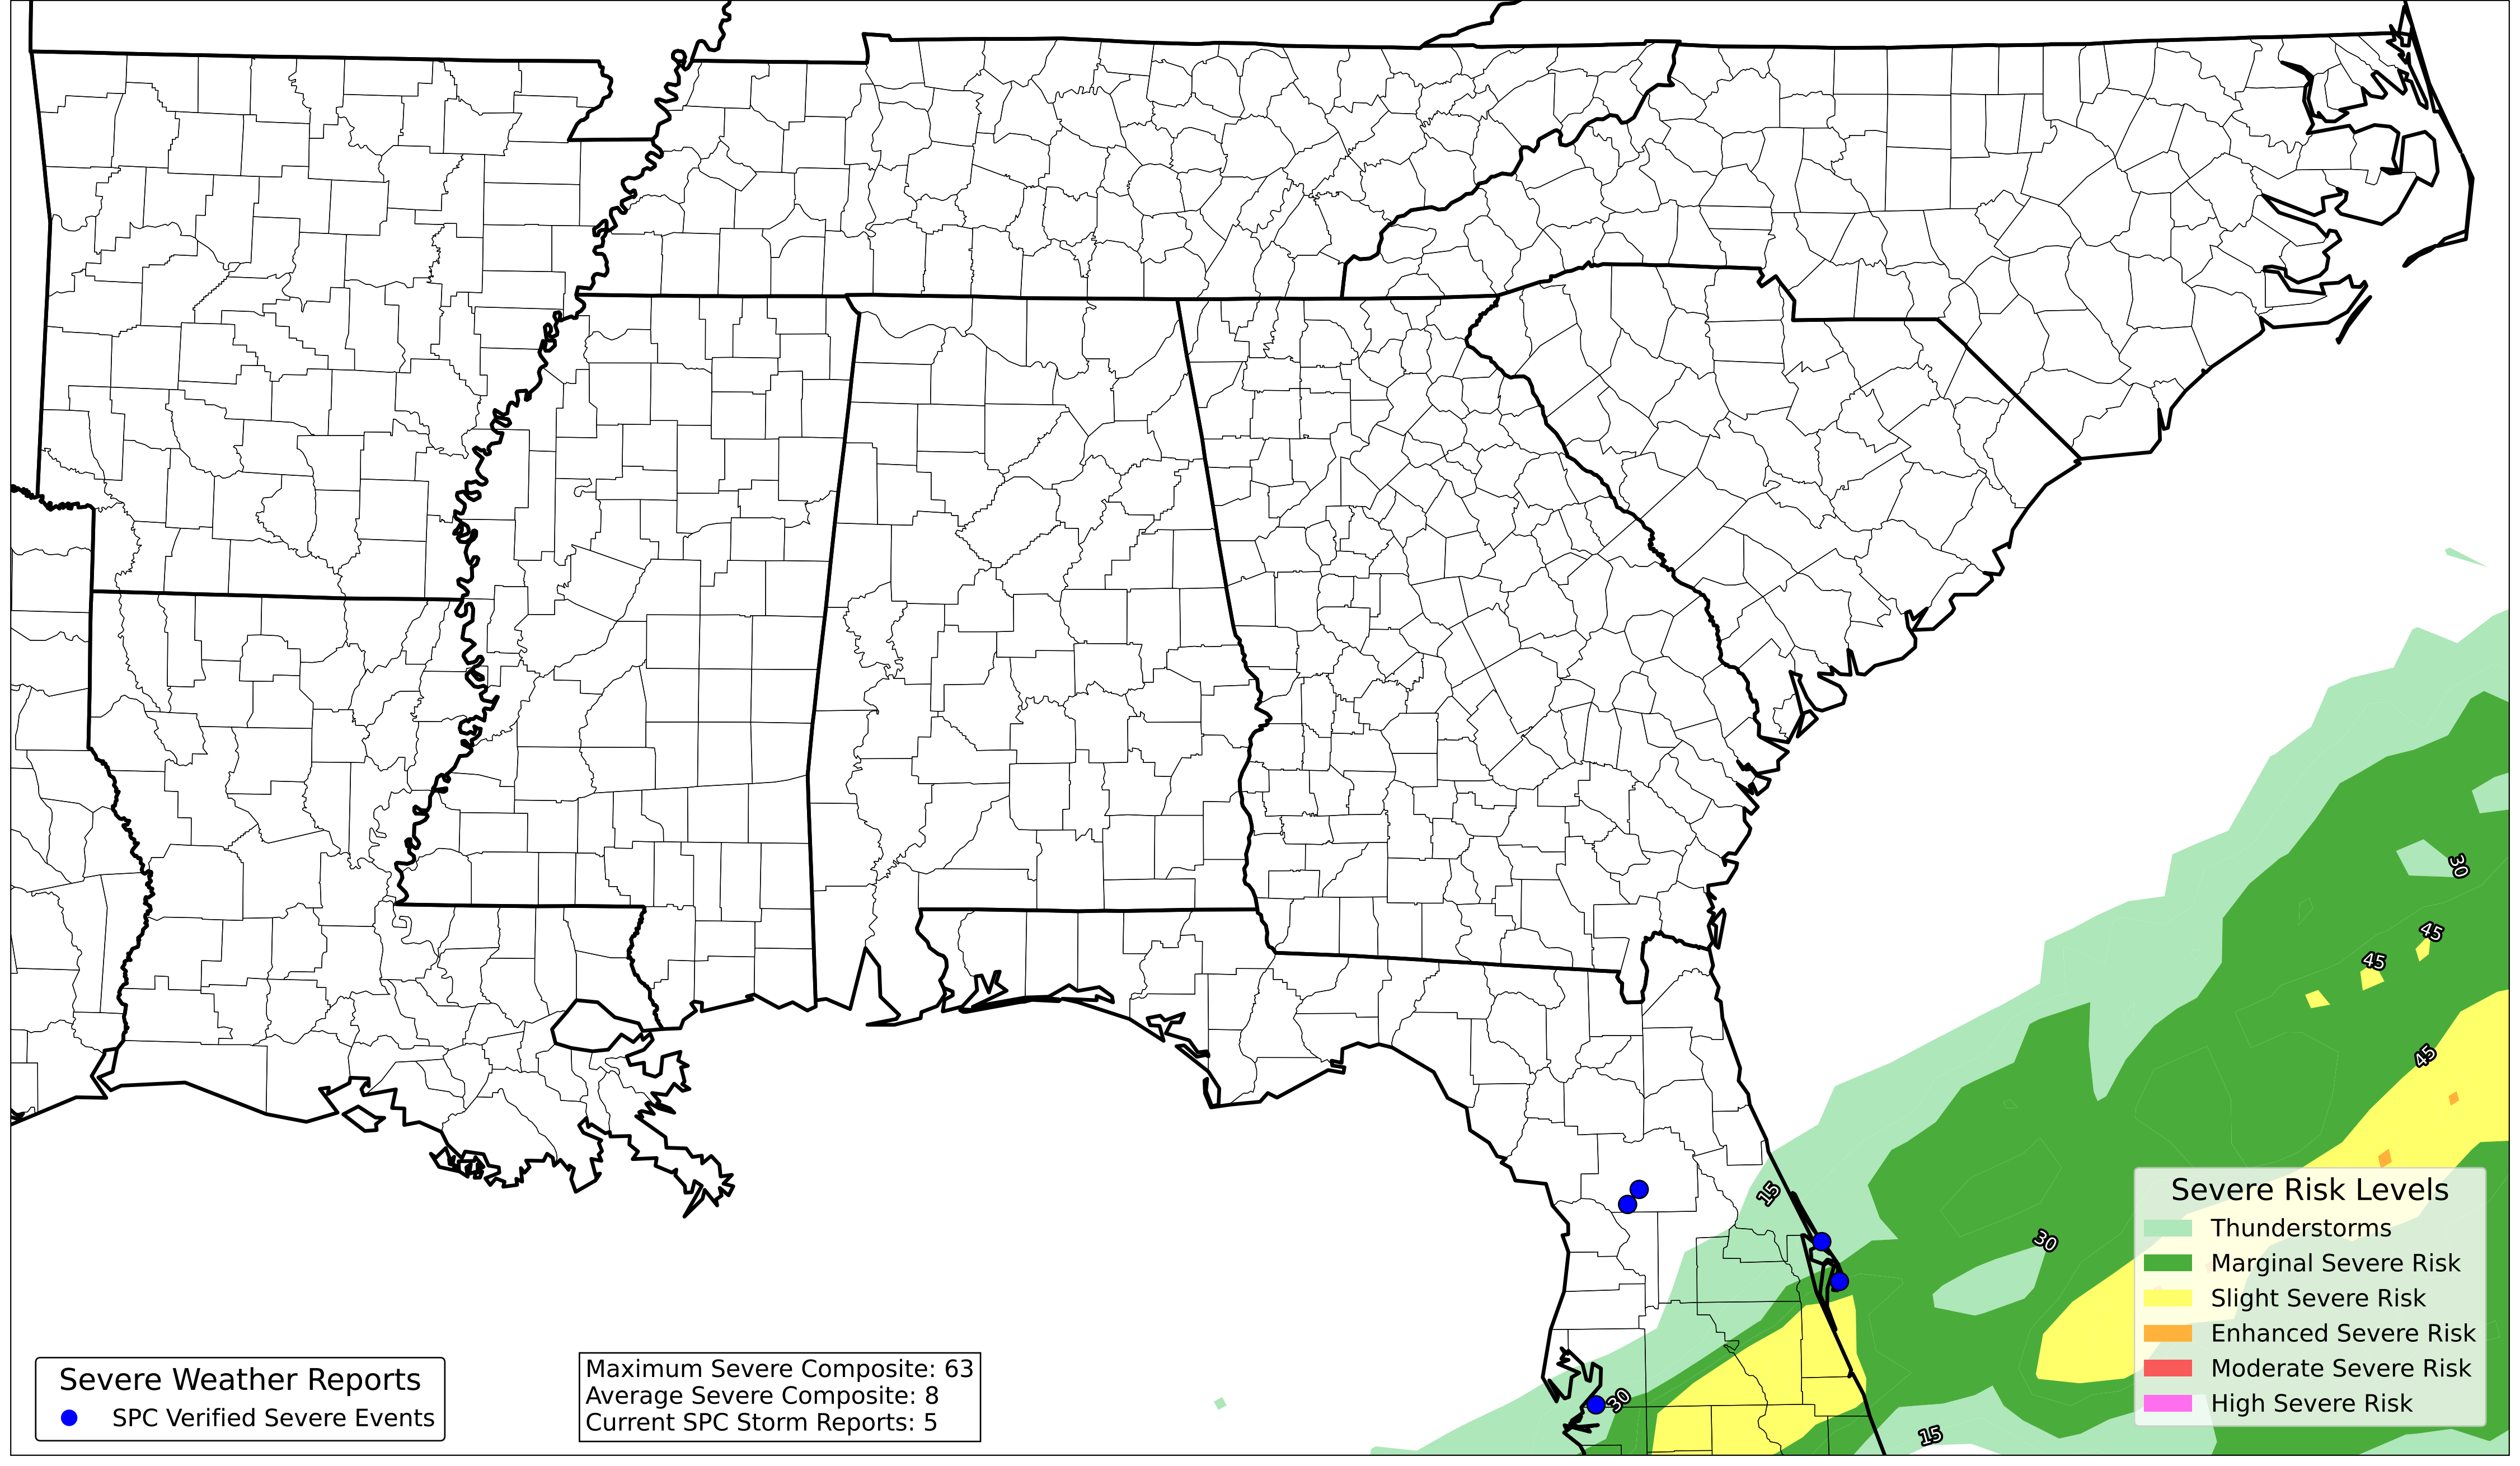 30
45
45
45
15
30
30
15
Severe Risk Levels
Thunderstorms
Marginal Severe Risk
Slight Severe Risk
Enhanced Severe Risk
Moderate Severe Risk
High Severe Risk
Severe Weather Reports
SPC Verified Severe Events
Maximum Severe Composite: 63
Average Severe Composite: 8
Current SPC Storm Reports: 5